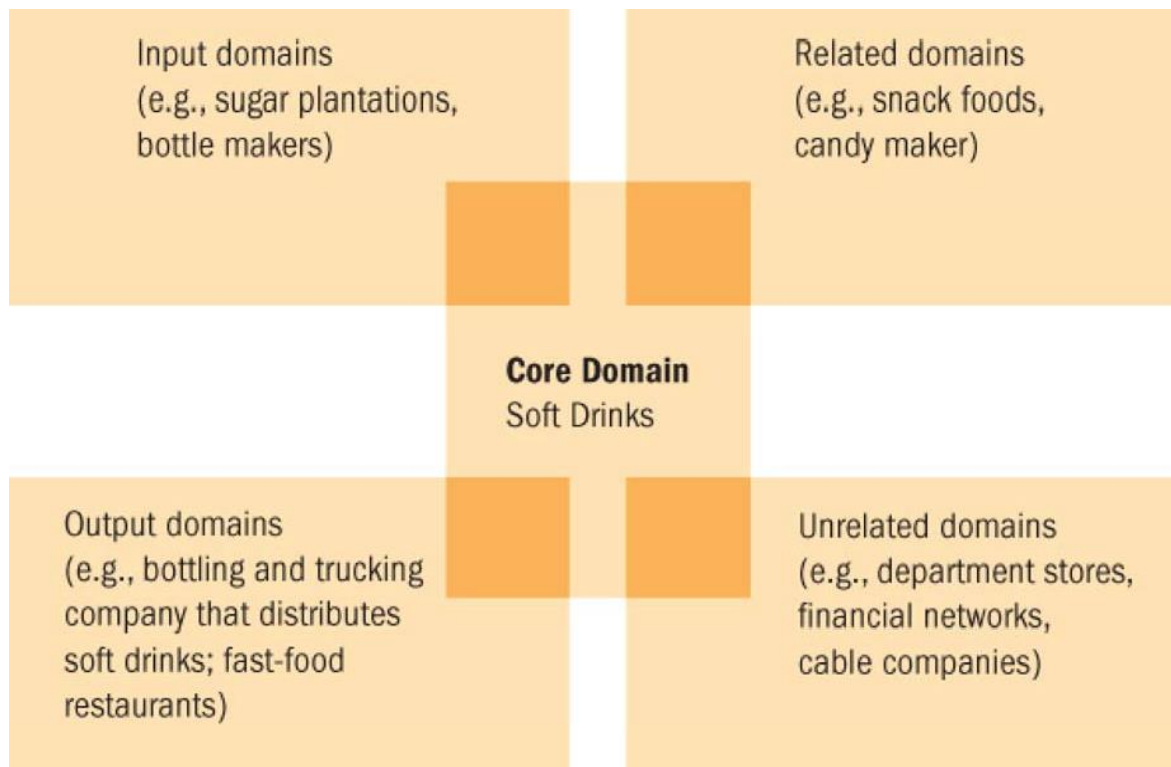 Input domains
(e.g., sugar plantations,
bottle makers)
Related domains
(e.g., snack foods,
candy maker)
Core Domain
Soft Drinks
Output domains
(e.g., bottling and trucking
company that distributes
soft drinks; fast-food
restaurants)
Unrelated domains
(e.g., department stores,
financial networks,
cable companies)